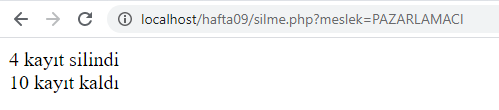 localhost/hafta09/silme.php?meslek=PAZARLAMACI
4 kayıt silindi
10 kayıt kaldı